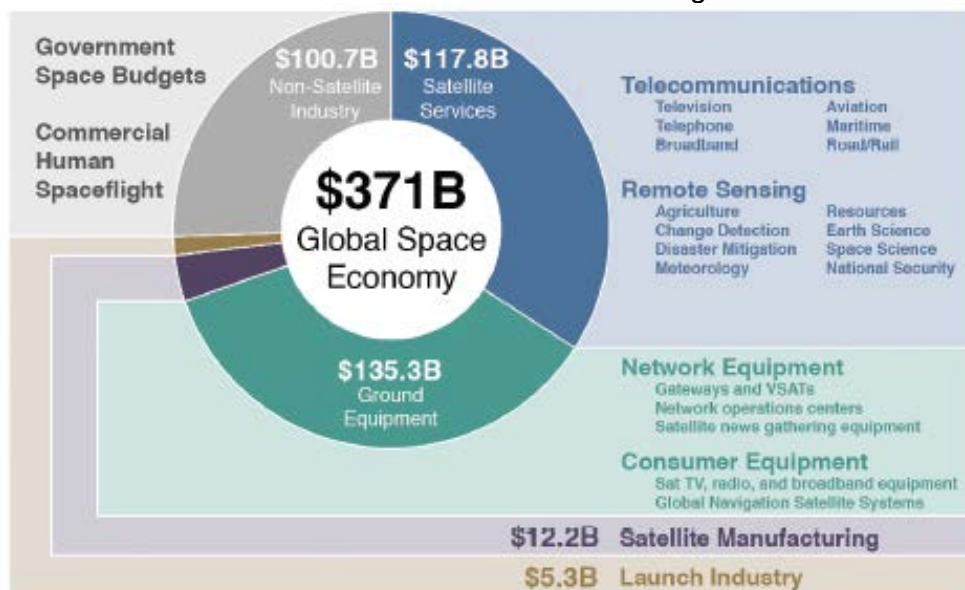 Government
Space Budgets
Commercial
Human
Spaceflight
$100.7B
Non-Satellite
Industry
$117.8B
Satellite
Services
$371B
Global Space
Economy
$135.3B
Ground
Equipment
Telecommunications
Television Aviation
Telephone Maritime
Broadband Road/Rail
Remote Sensing
Agriculture Resources
Change Detection Earth Science
Disaster Mitigation Space Science
Meteorology National Security
Network Equipment
Gateways and VSATs
Network operations centers
Satellite news gathering equipment
Consumer Equipment
Sat TV, radio, and broadband equipment
Global Navigation Satellite Systems
$12.2B Satellite Manufacturing
$5.3B Launch Industry